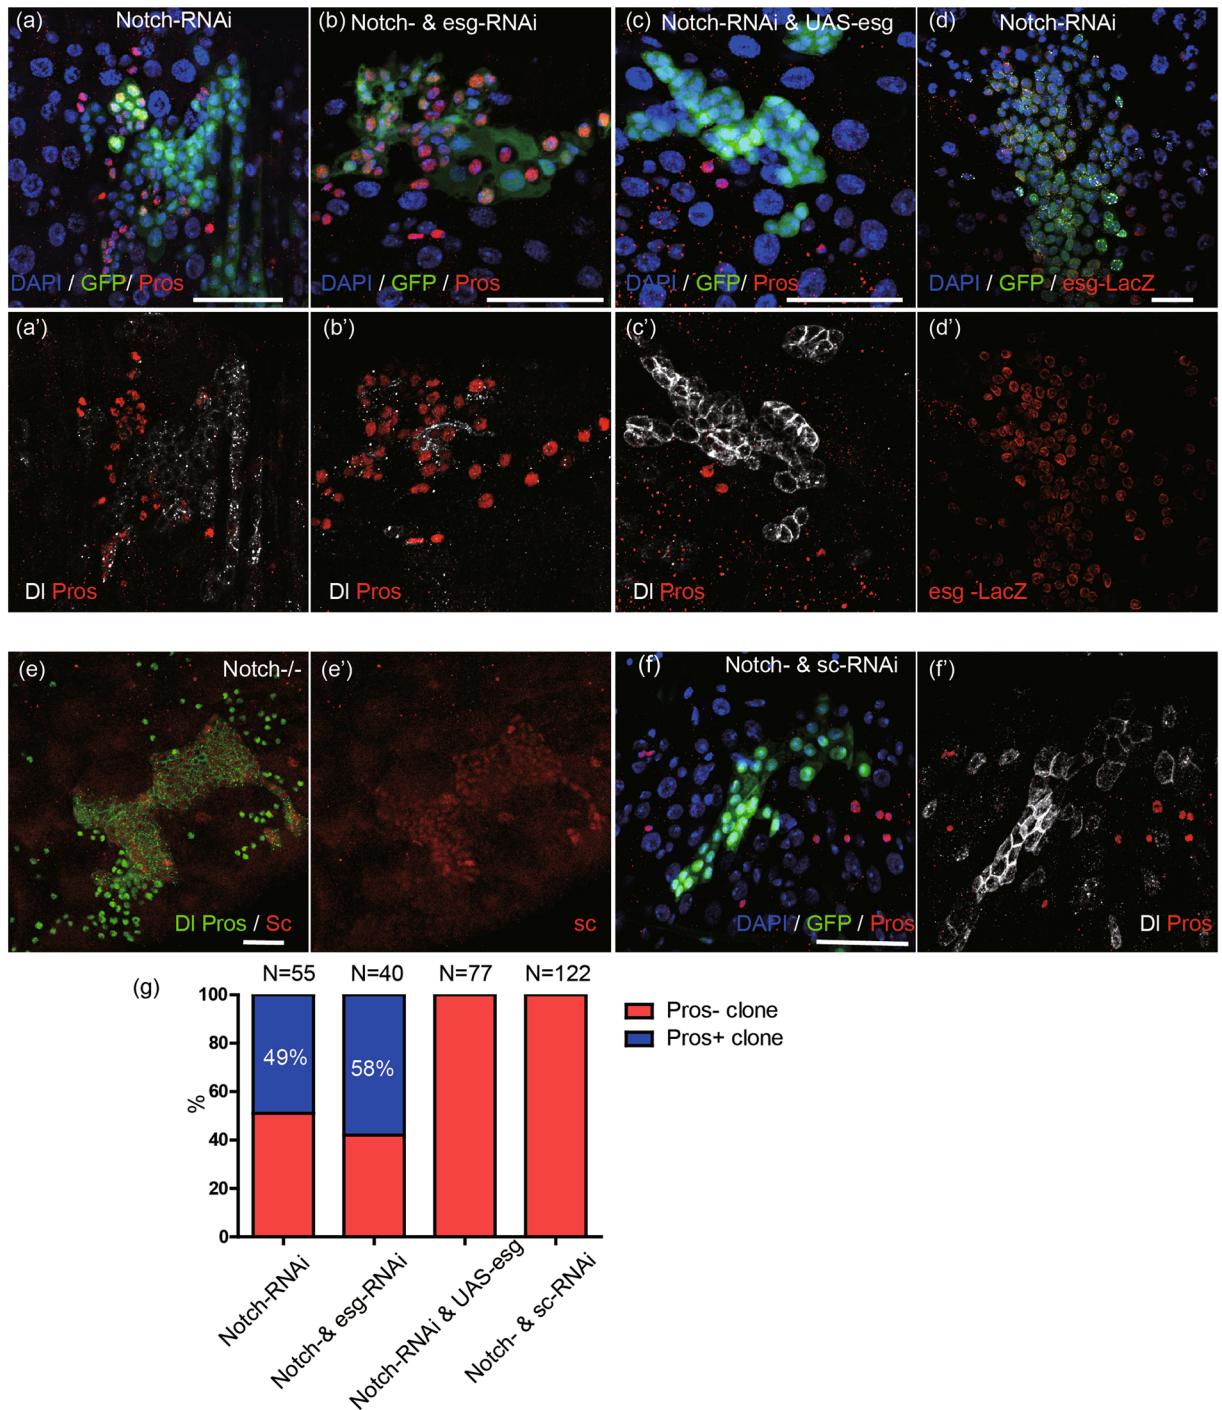 (a) Notch-RNAi
(b) Notch- & esg-RNAi
(c) Notch-RNAi & UAS-esg
(d) Notch-RNAi
DAPI / GFP/ Pros
DAPI / GFP / Pros
DAPI / GFP/ Pros
DAPI / GFP / esg-LacZ
(a')
(b')
(c')
(d')
Dl Pros
Dl Pros
Dl Pros
esg -LacZ
(e) Notch-/-
(e')
(f) Notch- & sc-RNAi
(f')
Dl Pros / Sc
sc
DAPI / GFP / Pros
Dl Pros
(g)
N=55 N=40 N=77 N=122
100
80
60
40
20
0
%
49%
58%
Pros- clone
Pros+ clone
Notch-RNAi
Notch-& esg-RNAi
Notch-RNAi & UAS-esg
Notch- & sc-RNAi